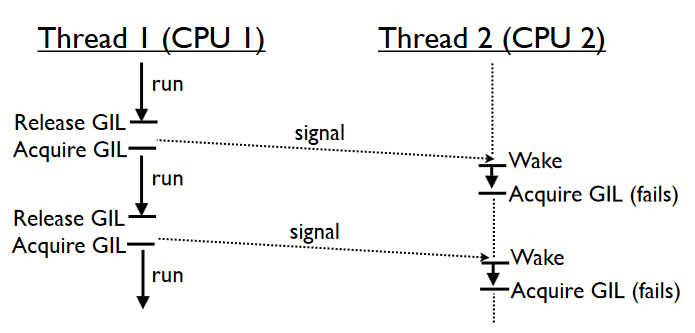 Thread 1 (CPU 1)
Thread 2 (CPU 2)
run
Release GIL
signal
Acquire GIL
Wake
run
Acquire GIL (fails)
Release GIL
signal
Acquire GIL
Wake
run
Acquire GIL (fails)